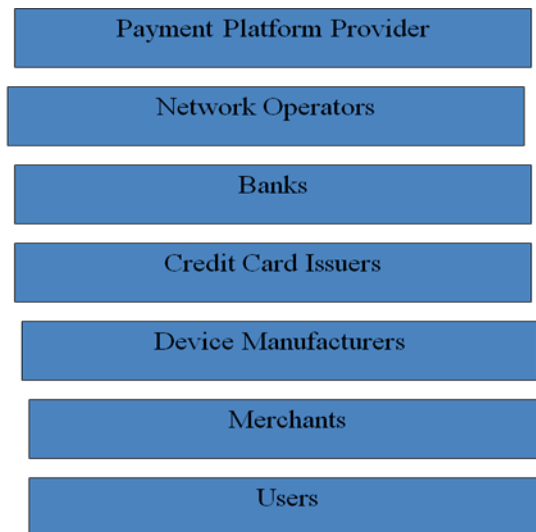 Payment Platform Provider
Network Operators
Banks
Credit Card Issuers
Device Manufacturers
Merchants
Users